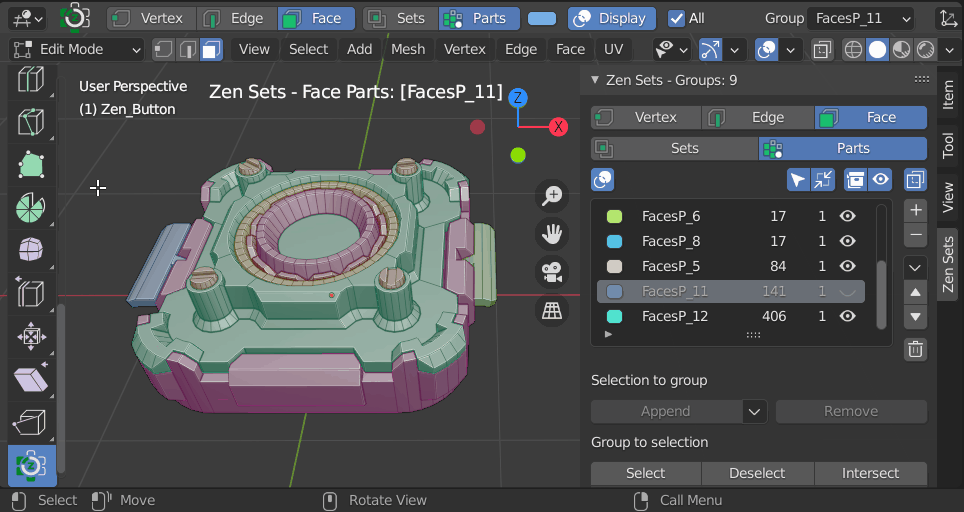 Vertex Edge Face Sets Parts Display All Group FacesP_11
Edit Mode View Select Add Mesh Vertex Edge Face UV
User Perspective
(1) Zen_Button
Zen Sets - Face Parts: [FacesP_11]
Z
X
Zen Sets - Groups: 9
Vertex Edge Face
Sets Parts
FacesP_6 17 1
FacesP_8 17 1
FacesP_5 84 1
FacesP_11 141 1
FacesP_12 406 1
Selection to group
Append Remove
Group to selection
Select Deselect Intersect
Item
Tool
View
Zen Sets
Select Move Rotate View Call Menu